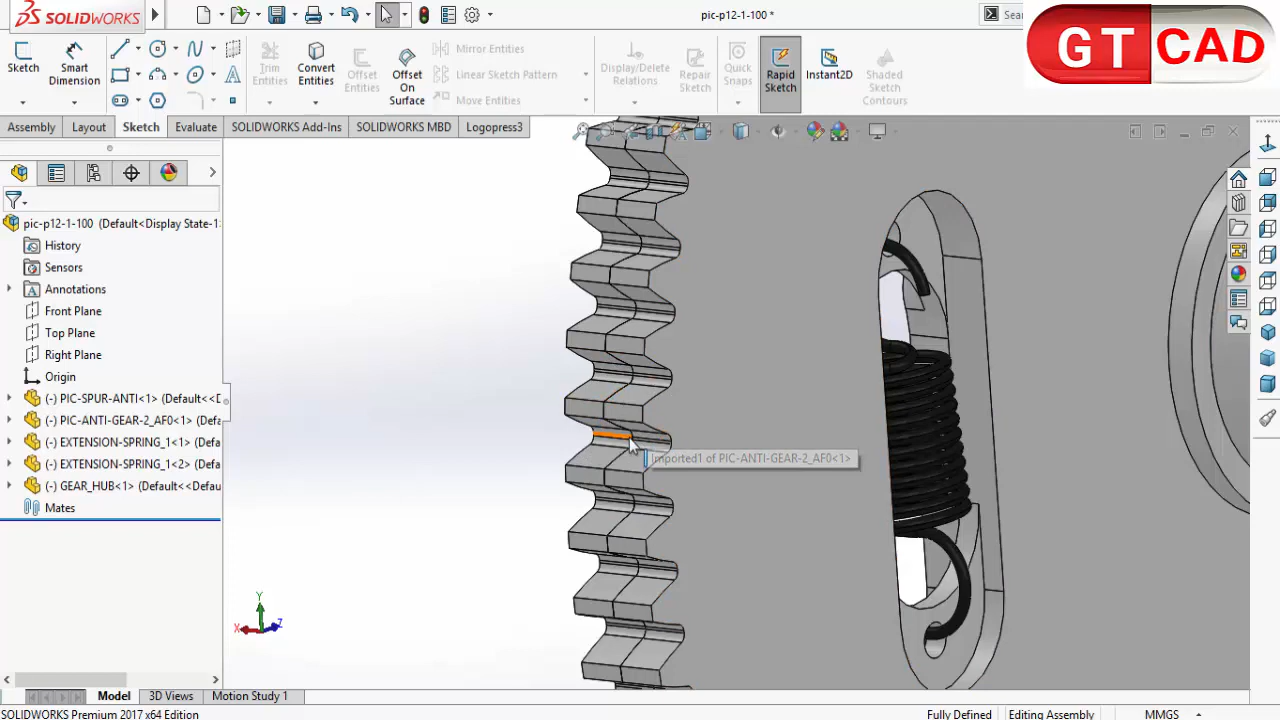 SOLIDWORKS
pic-p12-1-100 *
Sea
GT CAD
Sketch
Smart Dimension
Trim Entities
Convert Entities
Offset Entities
Offset On Surface
Mirror Entities
Linear Sketch Pattern
Move Entities
Display/Delete Relations
Repair Sketch
Quick Snaps
Rapid Sketch
Instant2D
Shaded Sketch Contours
Assembly
Layout
Sketch
Evaluate
SOLIDWORKS Add-Ins
SOLIDWORKS MBD
Logopress3
pic-p12-1-100 (Default<Display State-1>
History
Sensors
Annotations
Front Plane
Top Plane
Right Plane
Origin
(-) PIC-SPUR-ANTI<1> (Default<<D
(-) PIC-ANTI-GEAR-2_AF0<1> (Defa
(-) EXTENSION-SPRING_1<1> (Defa
(-) EXTENSION-SPRING_1<2> (Defa
(-) GEAR_HUB<1> (Default<<Defau
Mates
Imported1 of PIC-ANTI-GEAR-2_AF0<1>
Y
X
Z
Model
3D Views
Motion Study 1
SOLIDWORKS Premium 2017 x64 Edition
Fully Defined
Editing Assembly
MMGS